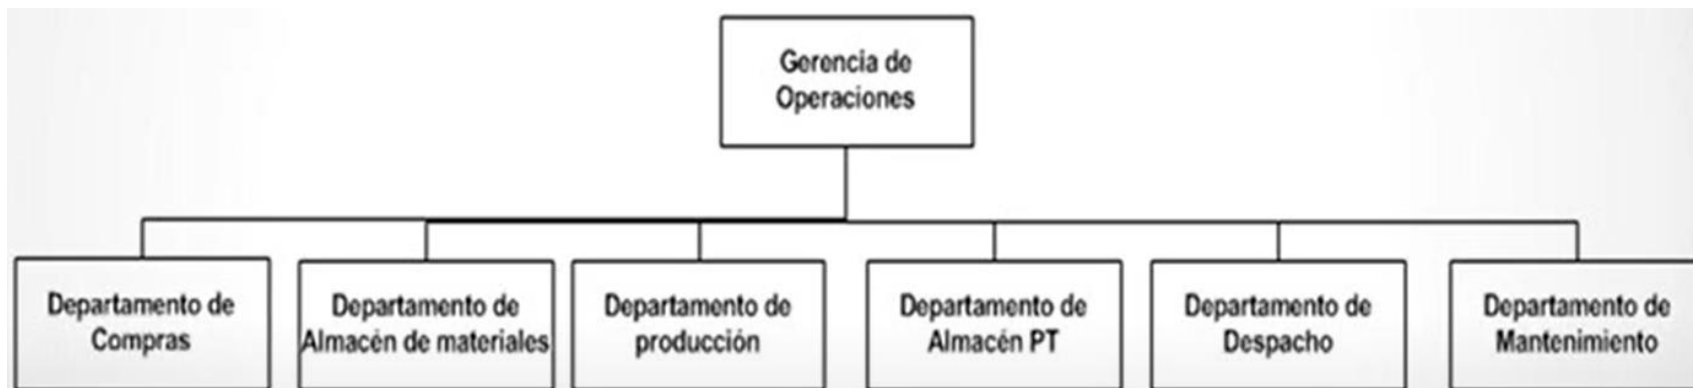 Gerencia de
Operaciones
Departamento de
Compras
Departamento de
Almacén de materiales
Departamento de
producción
Departamento de
Almacén PT
Departamento de
Despacho
Departamento de
Mantenimiento